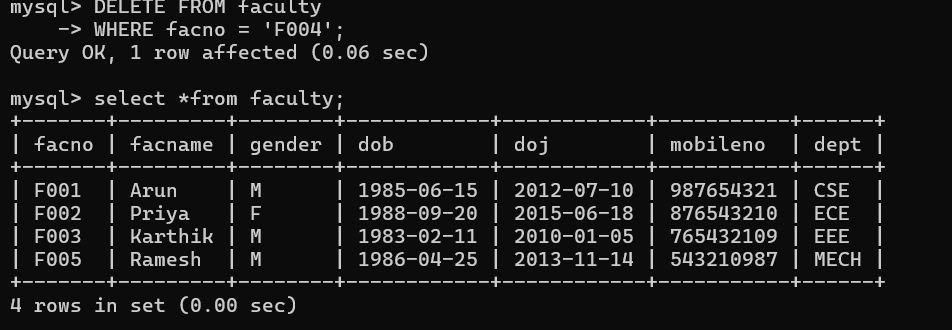 mysql> DELETE FROM faculty
    -> WHERE facno = 'F004';
Query OK, 1 row affected (0.06 sec)

mysql> select *from faculty;
+-------+---------+--------+------------+------------+-----------+------+
| facno | facname | gender | dob        | doj        | mobileno  | dept |
+-------+---------+--------+------------+------------+-----------+------+
| F001  | Arun    | M      | 1985-06-15 | 2012-07-10 | 987654321 | CSE  |
| F002  | Priya   | F      | 1988-09-20 | 2015-06-18 | 876543210 | ECE  |
| F003  | Karthik | M      | 1983-02-11 | 2010-01-05 | 765432109 | EEE  |
| F005  | Ramesh  | M      | 1986-04-25 | 2013-11-14 | 543210987 | MECH |
+-------+---------+--------+------------+------------+-----------+------+
4 rows in set (0.00 sec)